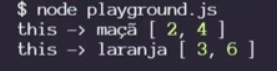 $ node playground.js
this -> maçã [ 2, 4 ]
this -> laranja [ 3, 6 ]